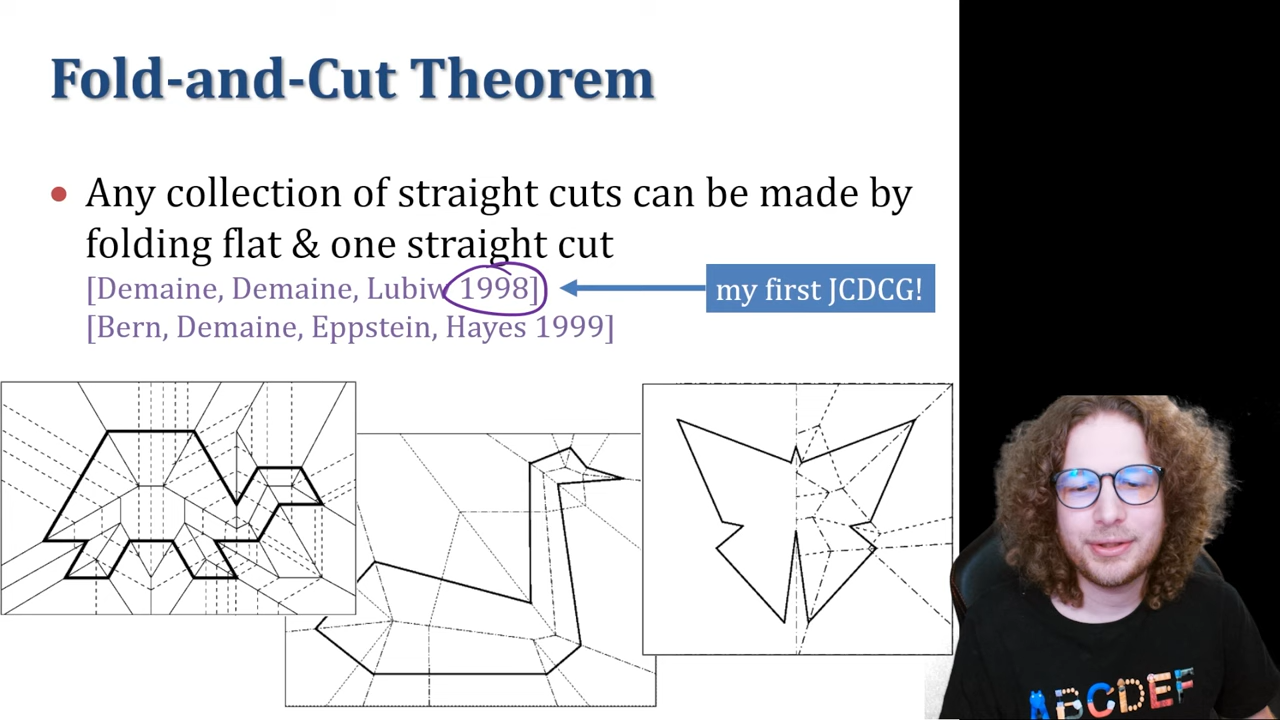 Fold-and-Cut Theorem
• Any collection of straight cuts can be made by
folding flat & one straight cut
[Demaine, Demaine, Lubiw 1998]
my first JCDCG!
[Bern, Demaine, Eppstein, Hayes 1999]
ABCDEF